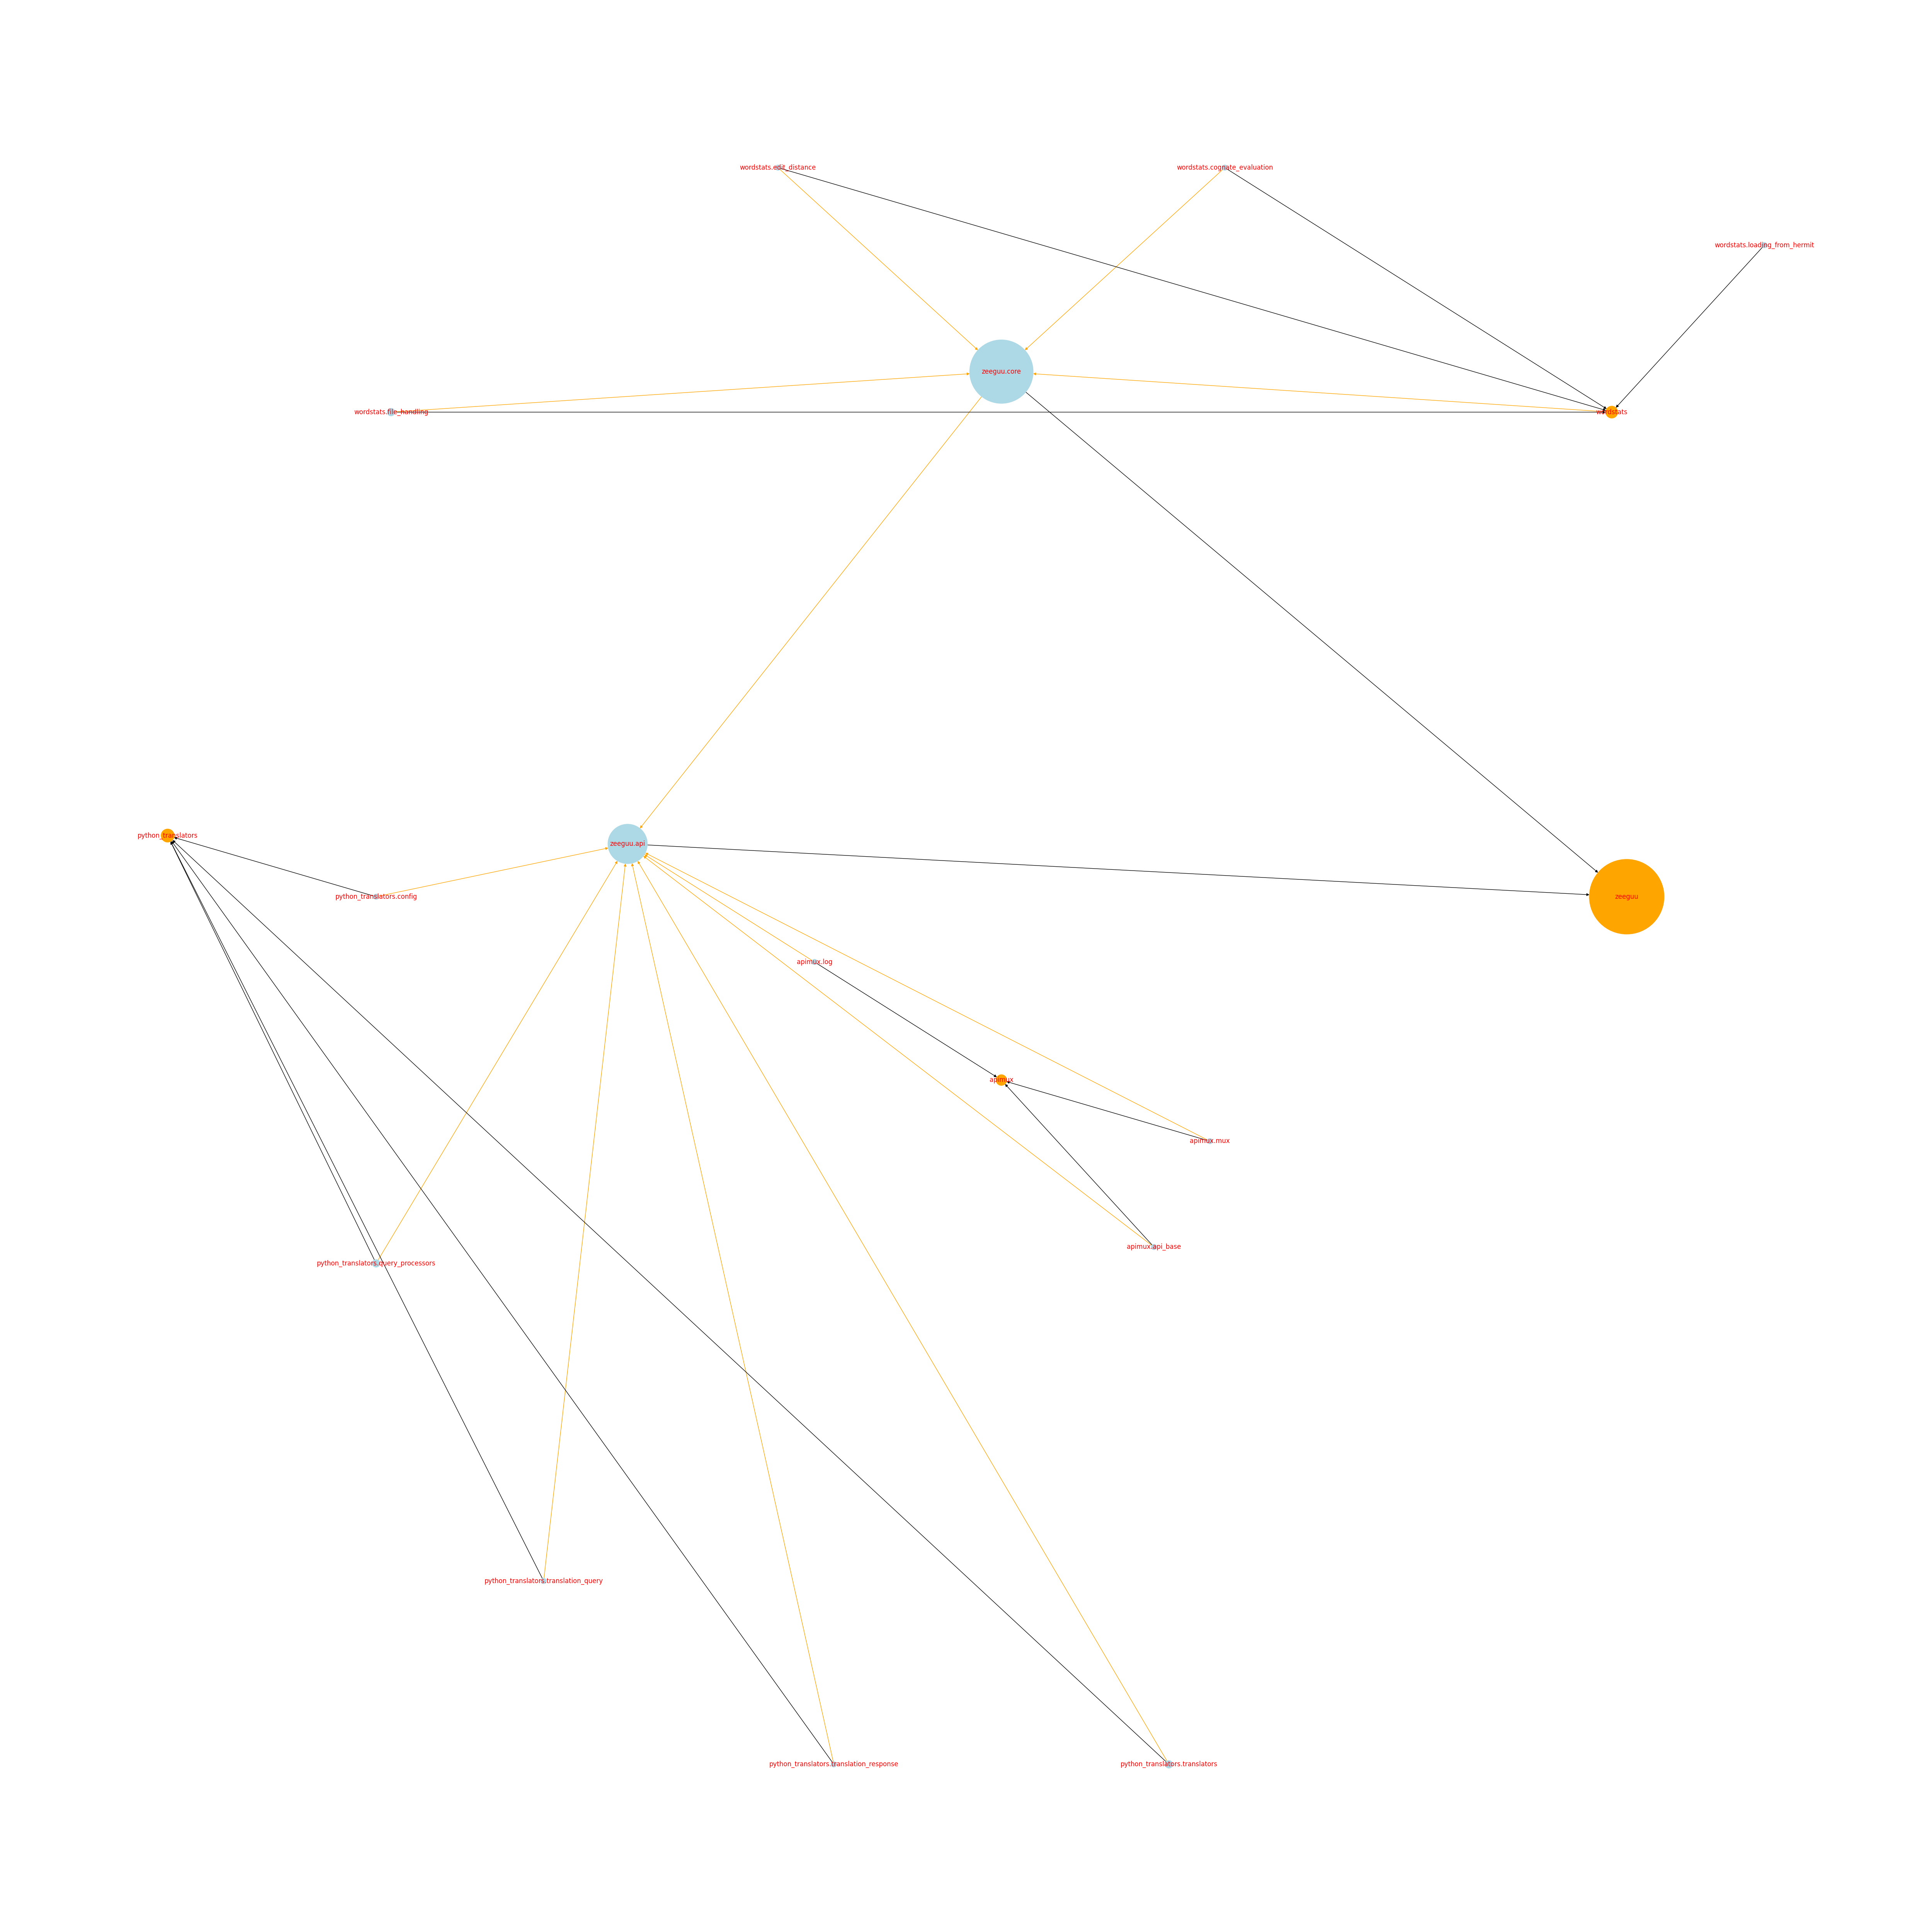 wordstats.edit_distance
wordstats.cognate_evaluation
wordstats.loading_from_hermit
zeeguu.core
wordstats.file_handling
wordstats
python_translators
zeeguu.api
python_translators.config
zeeguu
apimux.log
apimux
apimux.mux
apimux.api_base
python_translators.query_processors
python_translators.translation_query
python_translators.translation_response
python_translators.translators